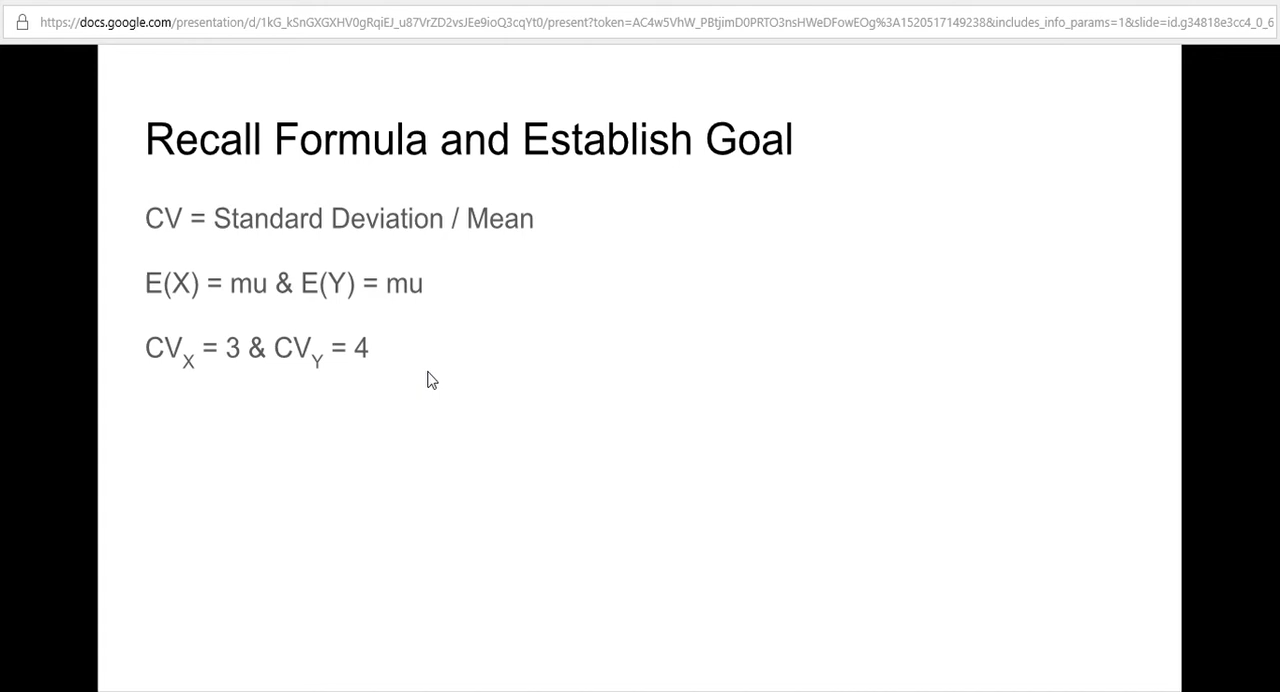 https://docs.google.com/presentation/d/1kG_kSnGXGXHV0gRqiEJ_u87VrZD2vsJEe9ioQ3cqYt0/present?token=AC4w5VhW_PBtjimD0PRTO3nsHWeDFowEOg%3A1520517149238&includes_info_params=1&slide=id.g34818e3cc4_0_6
Recall Formula and Establish Goal
CV = Standard Deviation / Mean
E(X) = mu & E(Y) = mu
CVX = 3 & CVY = 4